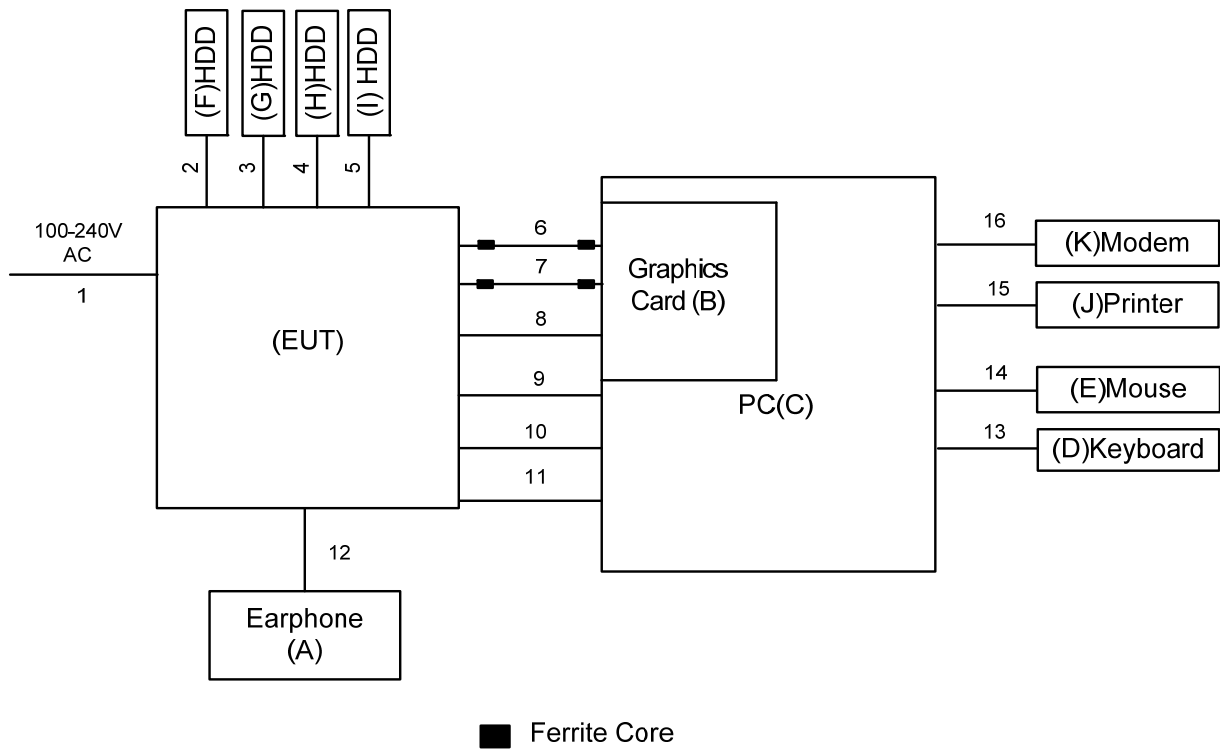 (F)HDD
(G)HDD
(H)HDD
(I) HDD
2
3
4
5
100-240V
AC
1
(EUT)
6
7
8
9
10
11
Graphics
Card (B)
PC(C)
16
(K)Modem
15
(J)Printer
14
(E)Mouse
13
(D)Keyboard
12
Earphone
(A)
Ferrite Core